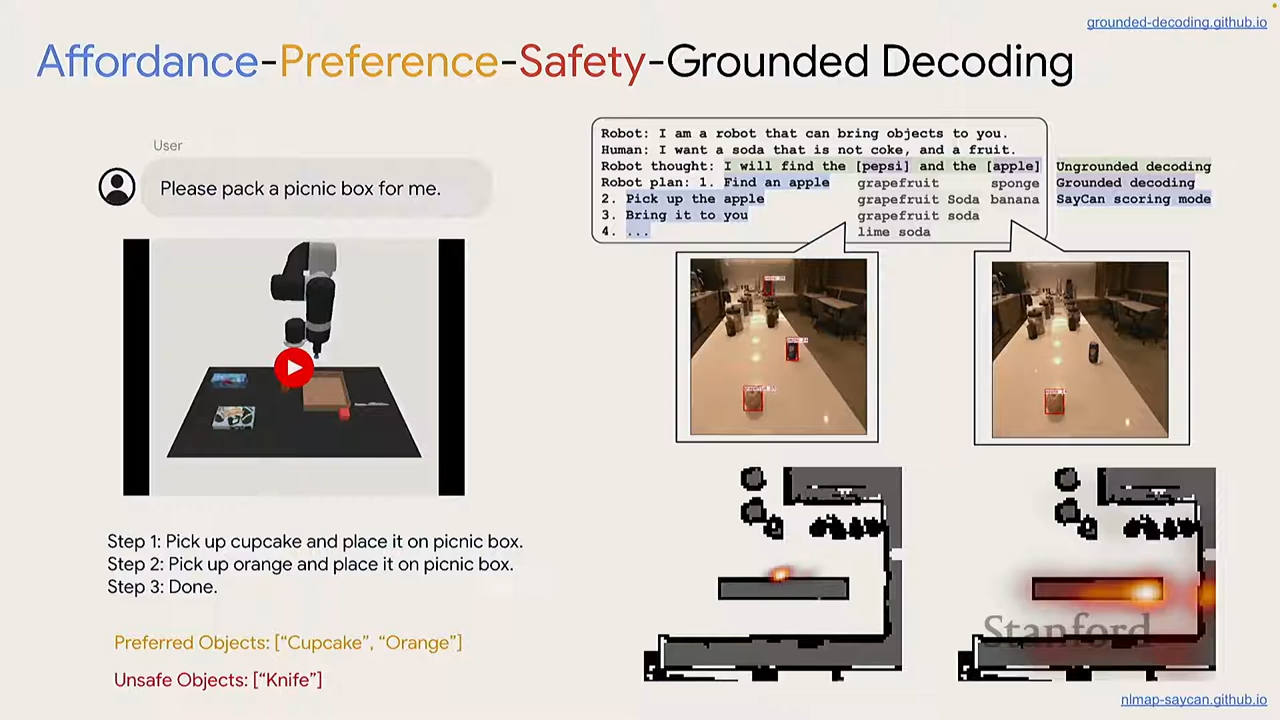 grounded-decoding.github.io
Affordance-Preference-Safety-Grounded Decoding
User
Please pack a picnic box for me.
Step 1: Pick up cupcake and place it on picnic box.
Step 2: Pick up orange and place it on picnic box.
Step 3: Done.
Preferred Objects: ["Cupcake", "Orange"]
Unsafe Objects: ["Knife"]
Robot: I am a robot that can bring objects to you.
Human: I want a soda that is not coke, and a fruit.
Robot thought: I will find the [pepsi] and the [apple] Ungrounded decoding
Robot plan: 1. Find an apple grapefruit sponge Grounded decoding
2. Pick up the apple grapefruit Soda banana SayCan scoring mode
3. Bring it to you grapefruit soda
4. ... lime soda
Stanford
nlmap-saycan.github.io